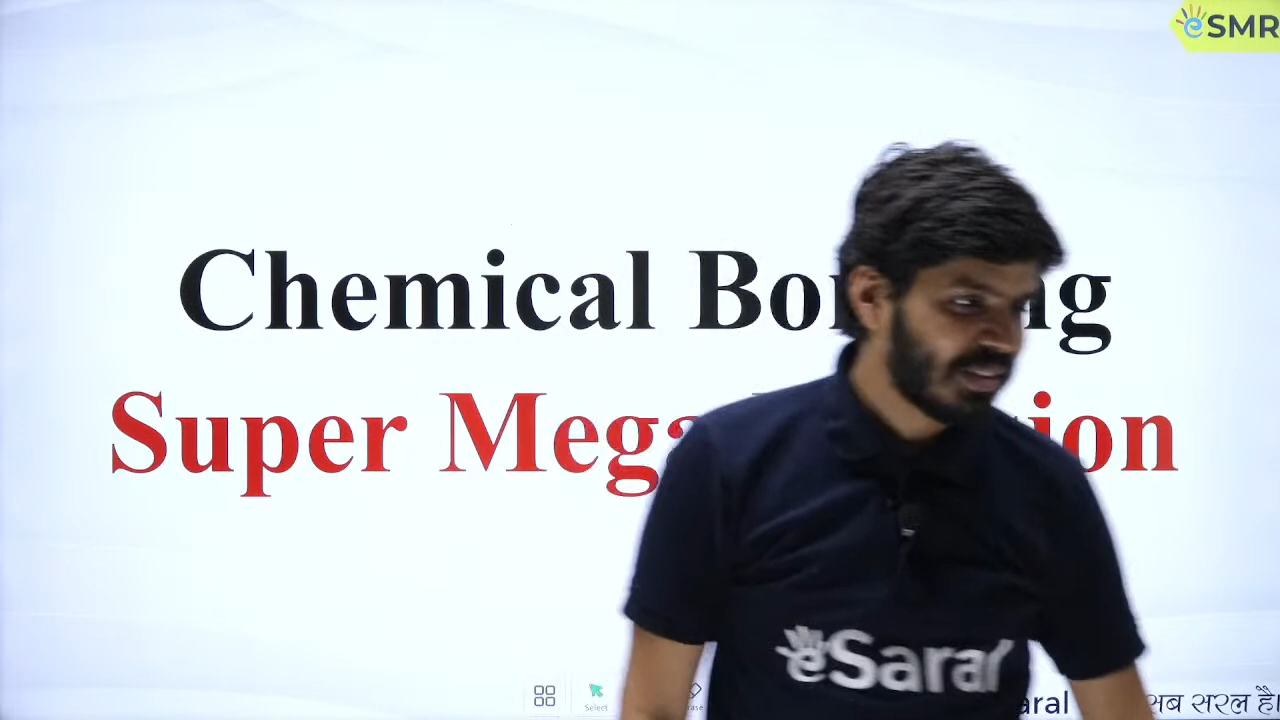 eSMR
Chemical Bo g
Super Meg ion
eSaral
Select
aral सब सरल है।